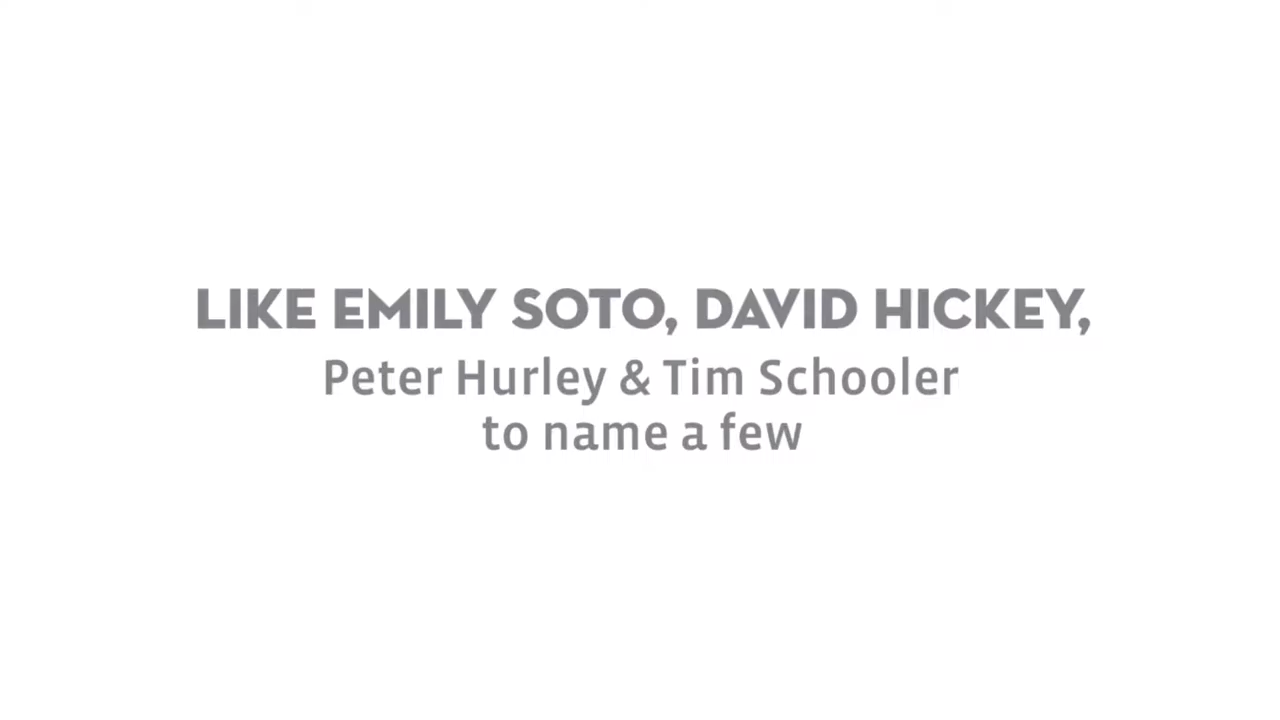 LIKE EMILY SOTO, DAVID HICKEY,
Peter Hurley & Tim Schooler
to name a few